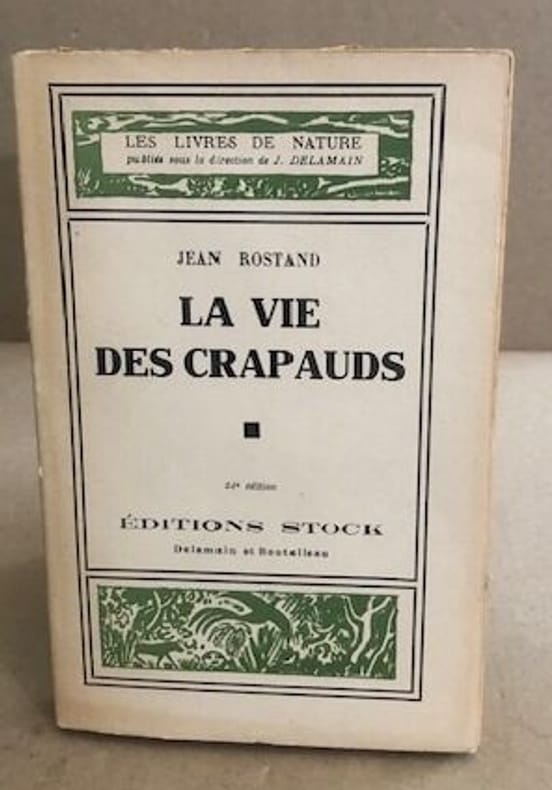 LES LIVRES DE NATURE
publiés sous la direction de J. DELAMAIN
JEAN ROSTAND
LA VIE
DES CRAPAUDS
édition
ÉDITIONS STOCK
Delamain et Boutelleau